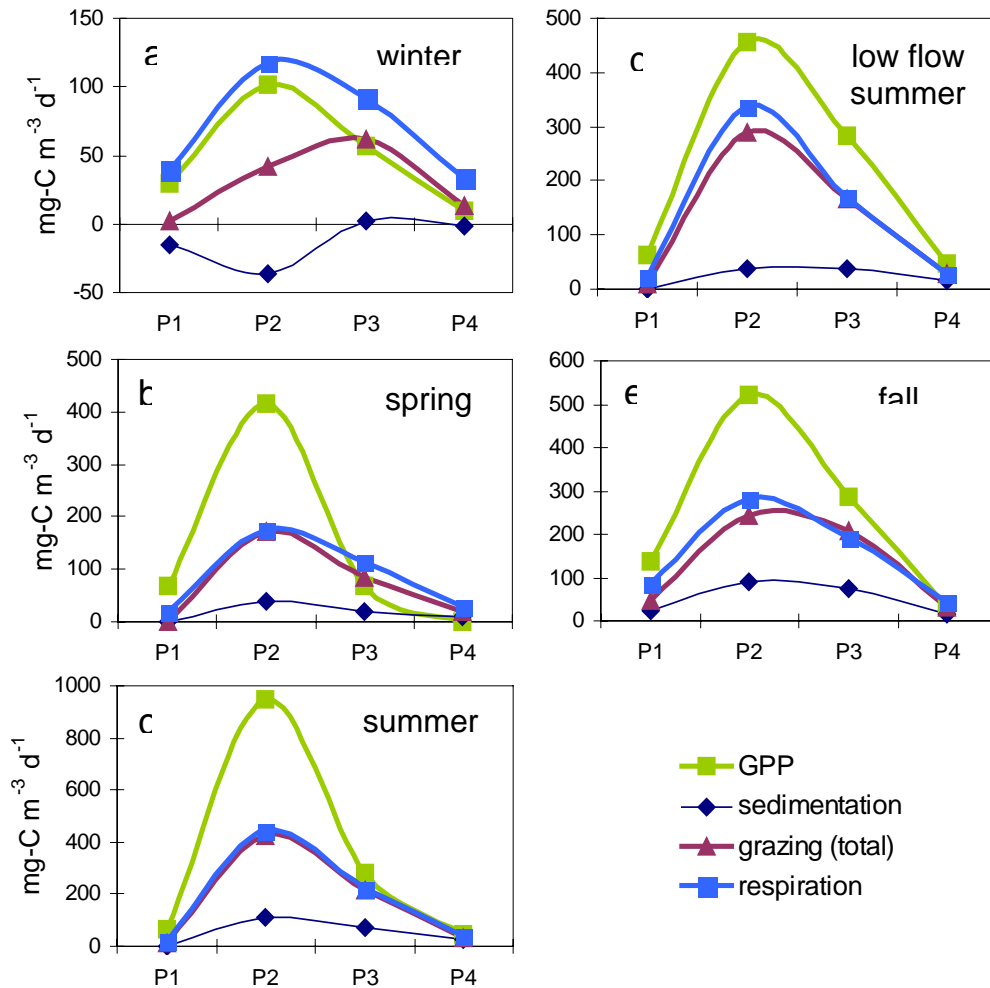 a
winter
mg-C m⁻³ d⁻¹
150
100
50
0
-50
P1 P2 P3 P4
low flow
summer
500
400
300
200
100
0
P1 P2 P3 P4
b
spring
mg-C m⁻³ d⁻¹
500
400
300
200
100
0
P1 P2 P3 P4
e
fall
600
500
400
300
200
100
0
P1 P2 P3 P4
c
summer
mg-C m⁻³ d⁻¹
1000
800
600
400
200
0
P1 P2 P3 P4
GPP
sedimentation
grazing (total)
respiration